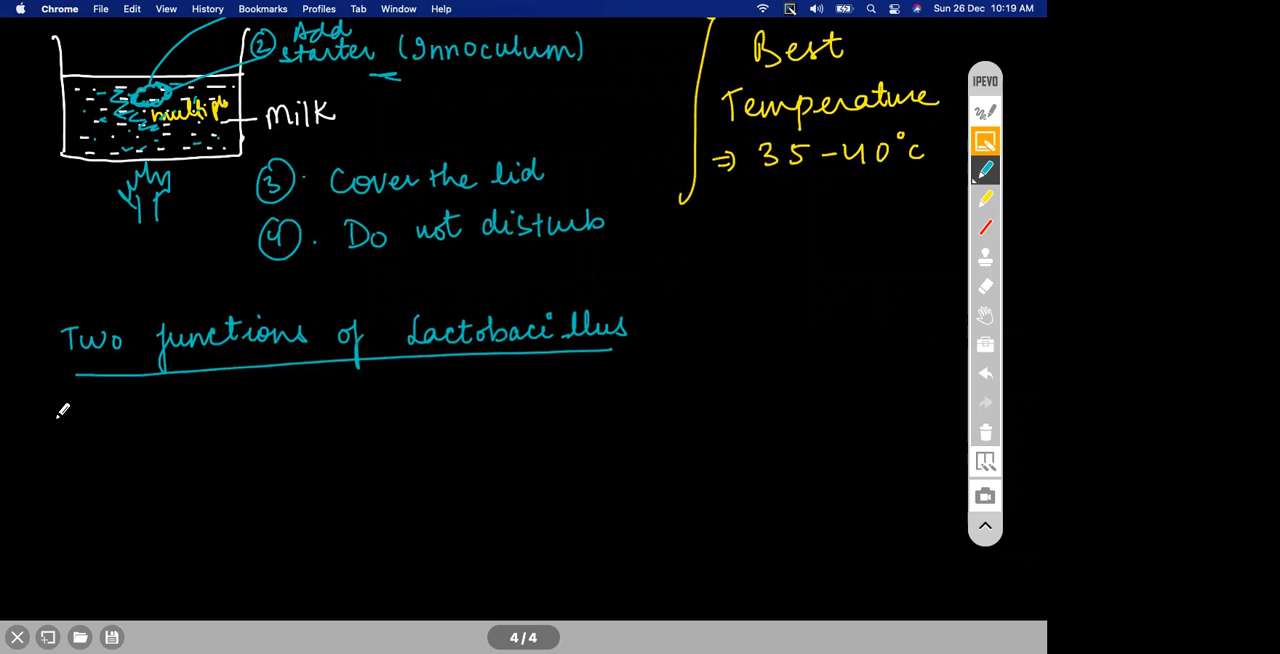 Chrome File Edit View History Bookmarks Profiles Tab Window Help Sun 26 Dec 10:19 AM
② Add
starter (Innoculum)
multiple
Milk
③. Cover the lid
④. Do not disturb
Best
Temperature
⇒ 35-40°c
IPEVO
Two functions of Lactobacillus
4/4